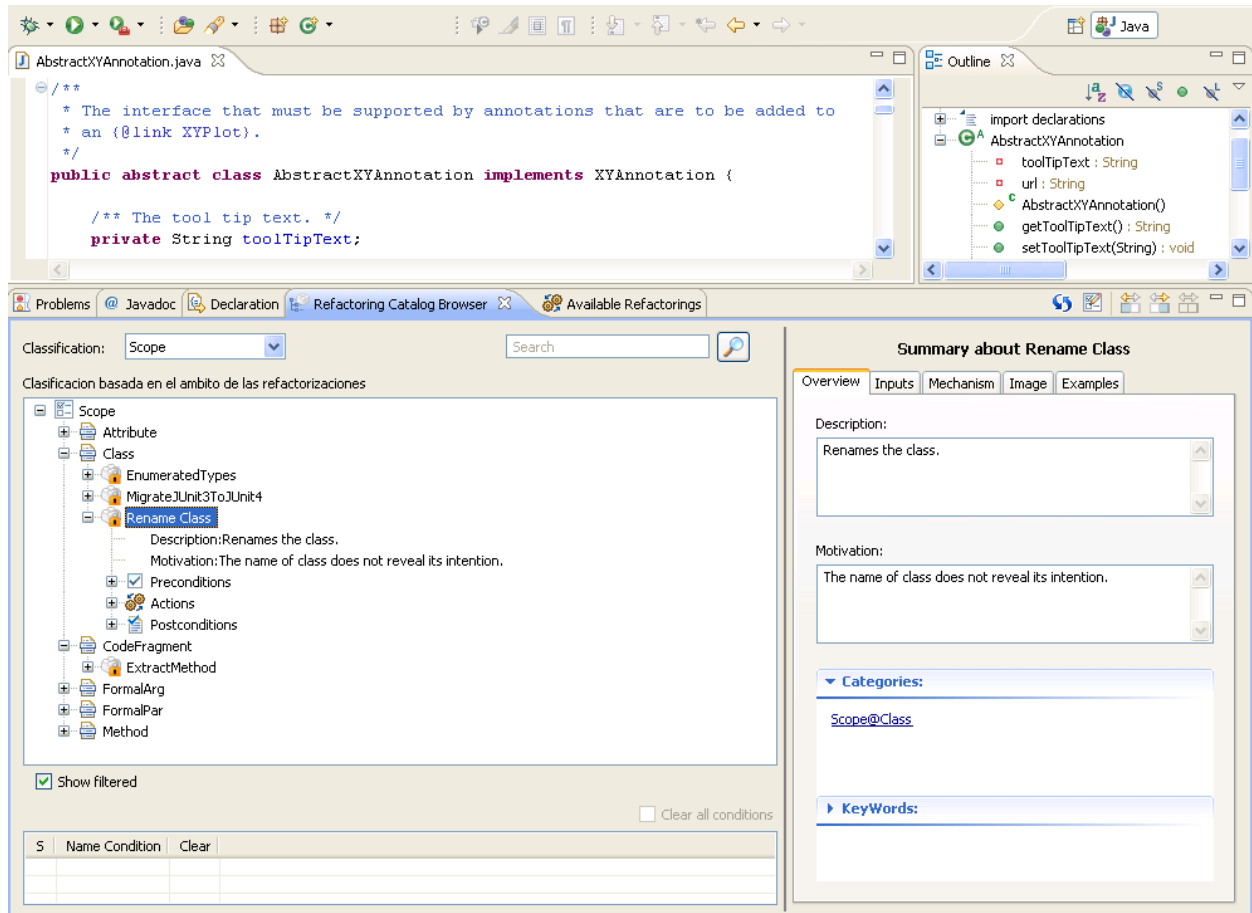 Java
AbstractXYAnnotation.java
/**
* The interface that must be supported by annotations that are to be added to
* an {@link XYPlot}.
*/
public abstract class AbstractXYAnnotation implements XYAnnotation {
/** The tool tip text. */
private String toolTipText;
Outline
import declarations
AbstractXYAnnotation
toolTipText : String
url : String
AbstractXYAnnotation()
getToolTipText() : String
setToolTipText(String) : void
Problems @ Javadoc Declaration Refactoring Catalog Browser Available Refactorings
Classification: Scope Search
Clasificacion basada en el ambito de las refactorizaciones
Scope
Attribute
Class
EnumeratedTypes
MigrateJUnit3ToJUnit4
Rename Class
Description:Renames the class.
Motivation:The name of class does not reveal its intention.
Preconditions
Actions
Postconditions
CodeFragment
ExtractMethod
FormalArg
FormalPar
Method
Show filtered
Clear all conditions
S Name Condition Clear
Summary about Rename Class
Overview Inputs Mechanism Image Examples
Description:
Renames the class.
Motivation:
The name of class does not reveal its intention.
Categories:
Scope@Class
KeyWords: